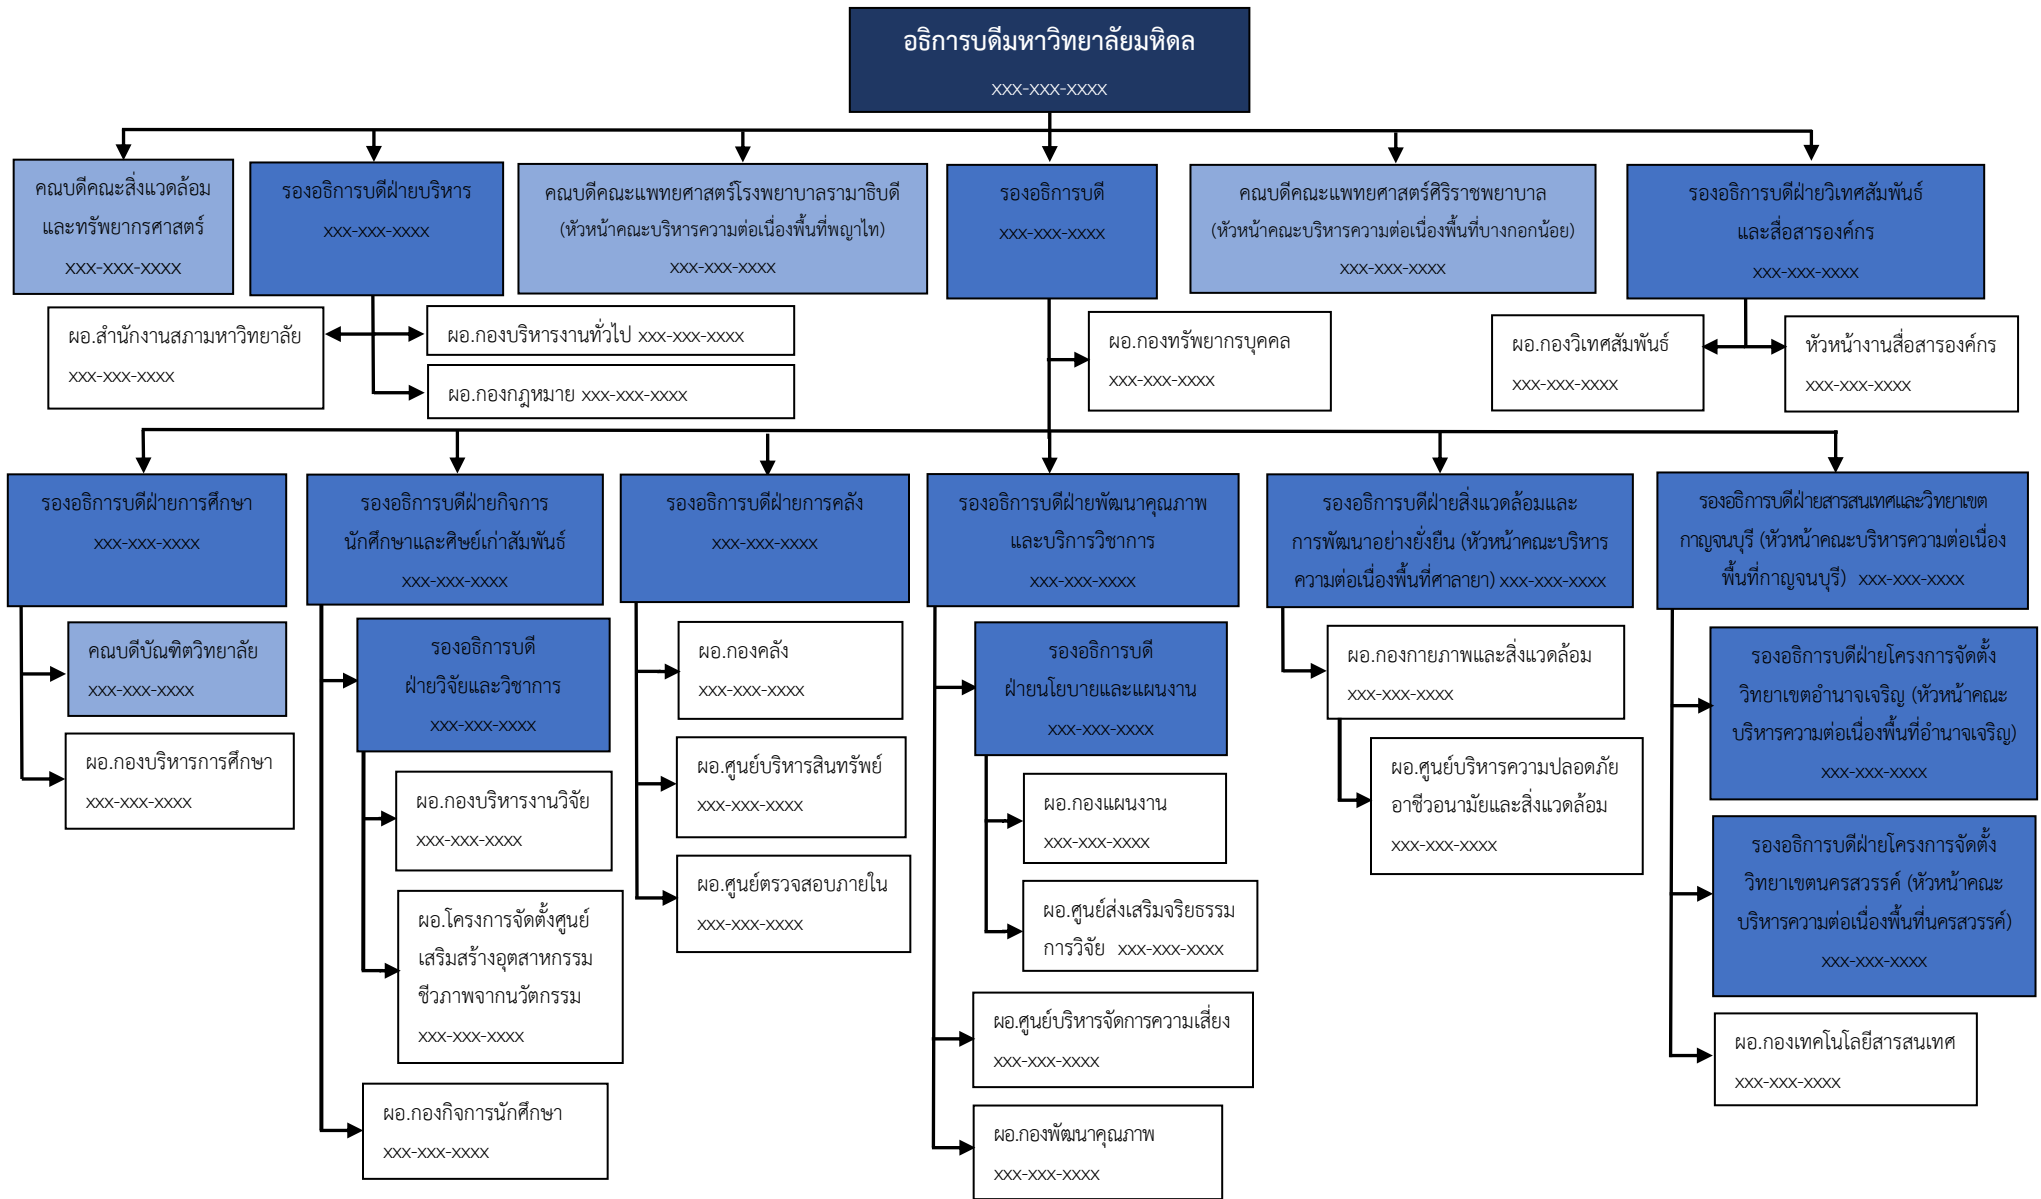 อธิการบดีมหาวิทยาลัยมหิดล
xxx-xxx-xxxx
คณบดีคณะสิ่งแวดล้อม
และทรัพยากรศาสตร์
xxx-xxx-xxxx
รองอธิการบดีฝ่ายบริหาร
xxx-xxx-xxxx
คณบดีคณะแพทยศาสตร์โรงพยาบาลรามาธิบดี
(หัวหน้าคณะบริหารความต่อเนื่องพื้นที่พญาไท)
xxx-xxx-xxxx
รองอธิการบดี
xxx-xxx-xxxx
คณบดีคณะแพทยศาสตร์ศิริราชพยาบาล
(หัวหน้าคณะบริหารความต่อเนื่องพื้นที่บางกอกน้อย)
xxx-xxx-xxxx
รองอธิการบดีฝ่ายวิเทศสัมพันธ์
และสื่อสารองค์กร
xxx-xxx-xxxx
ผอ.สำนักงานสภามหาวิทยาลัย
xxx-xxx-xxxx
ผอ.กองบริหารงานทั่วไป xxx-xxx-xxxx
ผอ.กองกฎหมาย xxx-xxx-xxxx
ผอ.กองทรัพยากรบุคคล
xxx-xxx-xxxx
ผอ.กองวิเทศสัมพันธ์
xxx-xxx-xxxx
หัวหน้างานสื่อสารองค์กร
xxx-xxx-xxxx
รองอธิการบดีฝ่ายการศึกษา
xxx-xxx-xxxx
คณบดีบัณฑิตวิทยาลัย
xxx-xxx-xxxx
ผอ.กองบริหารการศึกษา
xxx-xxx-xxxx
รองอธิการบดีฝ่ายกิจการ
นักศึกษาและศิษย์เก่าสัมพันธ์
xxx-xxx-xxxx
รองอธิการบดี
ฝ่ายวิจัยและวิชาการ
xxx-xxx-xxxx
ผอ.กองบริหารงานวิจัย
xxx-xxx-xxxx
ผอ.โครงการจัดตั้งศูนย์
เสริมสร้างอุตสาหกรรม
ชีวภาพจากนวัตกรรม
xxx-xxx-xxxx
ผอ.กองกิจการนักศึกษา
xxx-xxx-xxxx
รองอธิการบดีฝ่ายการคลัง
xxx-xxx-xxxx
ผอ.กองคลัง
xxx-xxx-xxxx
ผอ.ศูนย์บริหารสินทรัพย์
xxx-xxx-xxxx
ผอ.ศูนย์ตรวจสอบภายใน
xxx-xxx-xxxx
รองอธิการบดีฝ่ายพัฒนาคุณภาพ
และบริการวิชาการ
xxx-xxx-xxxx
รองอธิการบดี
ฝ่ายนโยบายและแผนงาน
xxx-xxx-xxxx
ผอ.กองแผนงาน
xxx-xxx-xxxx
ผอ.ศูนย์ส่งเสริมจริยธรรม
การวิจัย xxx-xxx-xxxx
ผอ.ศูนย์บริหารจัดการความเสี่ยง
xxx-xxx-xxxx
ผอ.กองพัฒนาคุณภาพ
xxx-xxx-xxxx
รองอธิการบดีฝ่ายสิ่งแวดล้อมและ
การพัฒนาอย่างยั่งยืน (หัวหน้าคณะบริหาร
ความต่อเนื่องพื้นที่ศาลายา) xxx-xxx-xxxx
ผอ.กองกายภาพและสิ่งแวดล้อม
xxx-xxx-xxxx
ผอ.ศูนย์บริหารความปลอดภัย
อาชีวอนามัยและสิ่งแวดล้อม
xxx-xxx-xxxx
รองอธิการบดีฝ่ายสารสนเทศและวิทยาเขต
กาญจนบุรี (หัวหน้าคณะบริหารความต่อเนื่อง
พื้นที่กาญจนบุรี) xxx-xxx-xxxx
รองอธิการบดีฝ่ายโครงการจัดตั้ง
วิทยาเขตอำนาจเจริญ (หัวหน้าคณะ
บริหารความต่อเนื่องพื้นที่อำนาจเจริญ)
xxx-xxx-xxxx
รองอธิการบดีฝ่ายโครงการจัดตั้ง
วิทยาเขตนครสวรรค์ (หัวหน้าคณะ
บริหารความต่อเนื่องพื้นที่นครสวรรค์)
xxx-xxx-xxxx
ผอ.กองเทคโนโลยีสารสนเทศ
xxx-xxx-xxxx